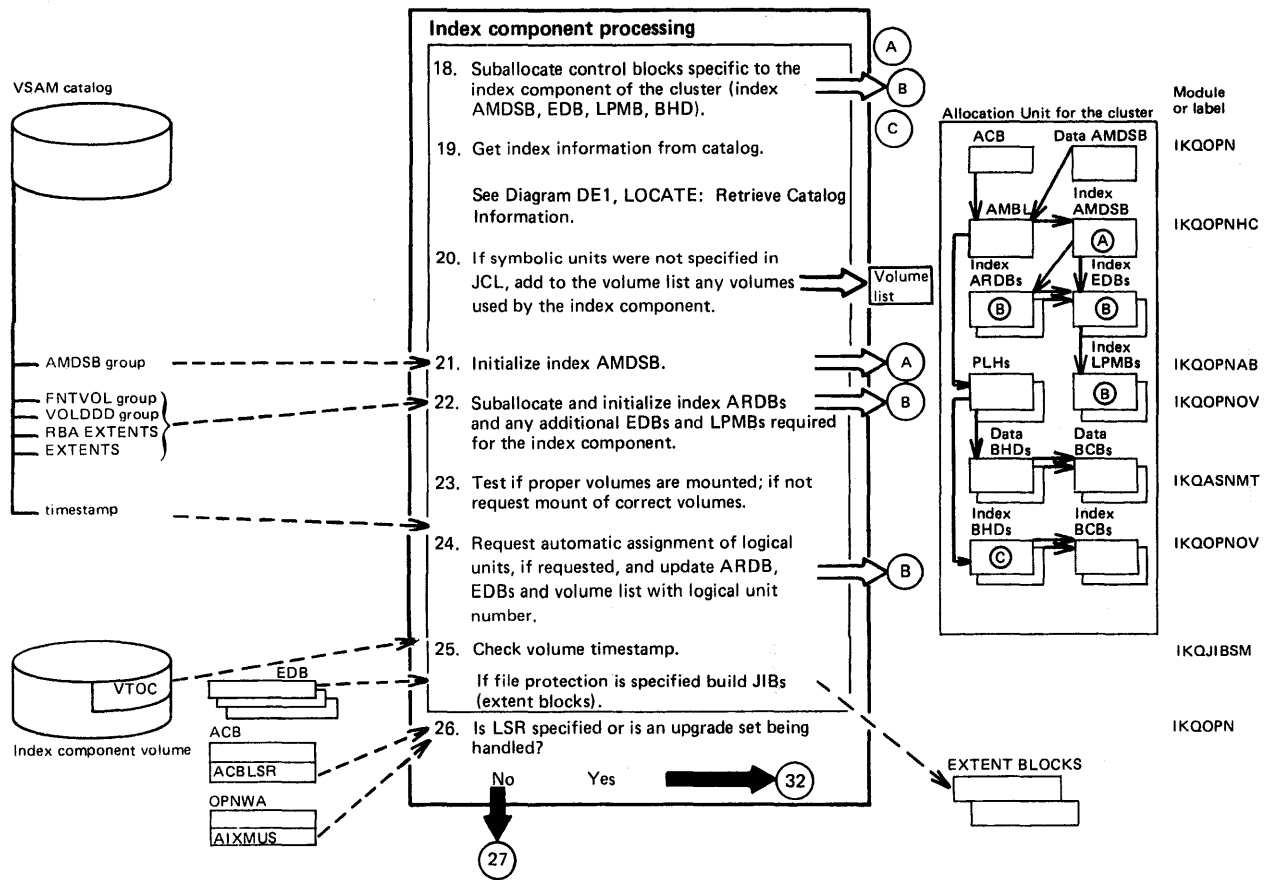 Index component processing
18. Suballocate control blocks specific to the
index component of the cluster (index
AMDSB, EDB, LPMB, BHD).
A
B
C
19. Get index information from catalog.
See Diagram DE1, LOCATE: Retrieve Catalog
Information.
20. If symbolic units were not specified in
JCL, add to the volume list any volumes
used by the index component.
Volume
list
21. Initialize index AMDSB.
A
22. Suballocate and initialize index ARDBs
and any additional EDBs and LPMBs required
for the index component.
B
23. Test if proper volumes are mounted; if not
request mount of correct volumes.
24. Request automatic assignment of logical
units, if requested, and update ARDB,
EDBs and volume list with logical unit
number.
B
25. Check volume timestamp.
If file protection is specified build JIBs
(extent blocks).
26. Is LSR specified or is an upgrade set being
handled?
No
Yes
32
27
VSAM catalog
AMDSB group
FNTVOL group
VOLDDD group
RBA EXTENTS
EXTENTS
timestamp
VTOC
Index component volume
EDB
ACB
ACBLSR
OPNWA
AIXMUS
Allocation Unit for the cluster
ACB
Data AMDSB
AMBL
Index
AMDSB
A
Index
ARDBs
B
Index
EDBs
B
PLHs
Index
LPMBs
B
Data
BHDs
Data
BCBs
Index
BHDs
C
Index
BCBs
EXTENT BLOCKS
Module
or label
IKQOPN
IKQOPNHC
IKQOPNAB
IKQOPNOV
IKQASNMT
IKQOPNOV
IKQJIBSM
IKQOPN